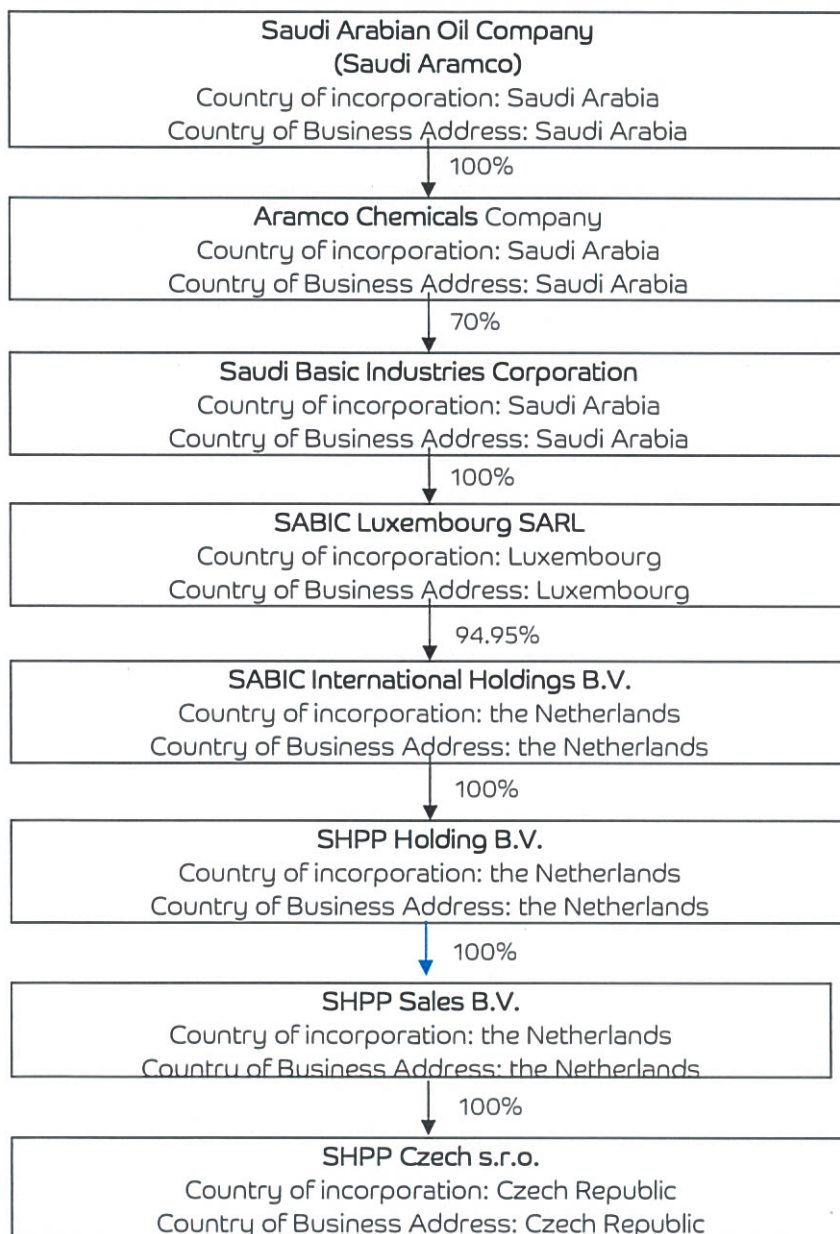 Saudi Arabian Oil Company
(Saudi Aramco)
Country of incorporation: Saudi Arabia
Country of Business Address: Saudi Arabia
100%
Aramco Chemicals Company
Country of incorporation: Saudi Arabia
Country of Business Address: Saudi Arabia
70%
Saudi Basic Industries Corporation
Country of incorporation: Saudi Arabia
Country of Business Address: Saudi Arabia
100%
SABIC Luxembourg SARL
Country of incorporation: Luxembourg
Country of Business Address: Luxembourg
94.95%
SABIC International Holdings B.V.
Country of incorporation: the Netherlands
Country of Business Address: the Netherlands
100%
SHPP Holding B.V.
Country of incorporation: the Netherlands
Country of Business Address: the Netherlands
100%
SHPP Sales B.V.
Country of incorporation: the Netherlands
Country of Business Address: the Netherlands
100%
SHPP Czech s.r.o.
Country of incorporation: Czech Republic
Country of Business Address: Czech Republic